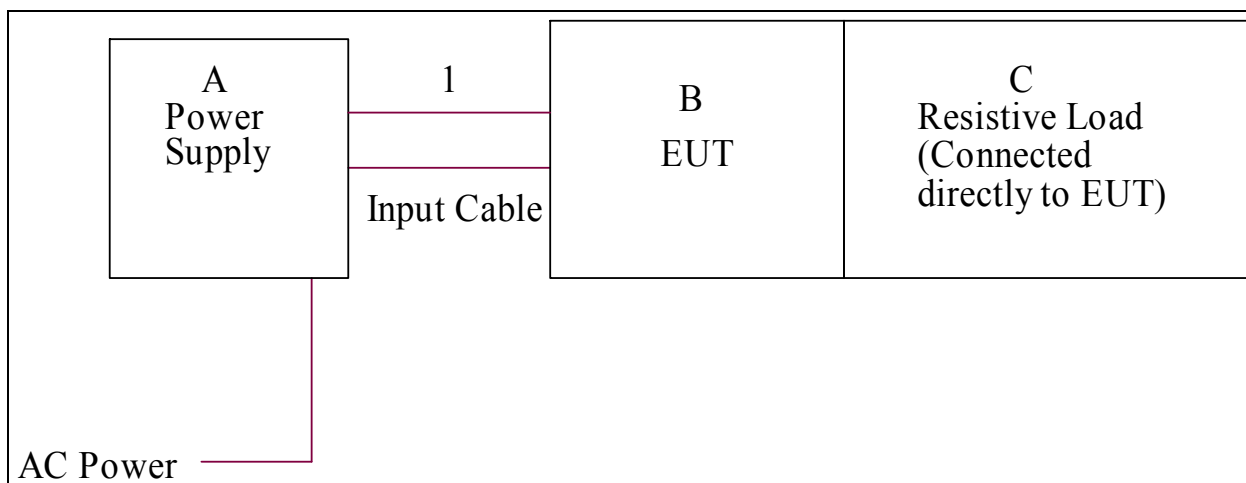 A
Power
Supply
1
Input Cable
B
EUT
C
Resistive Load
(Connected
directly to EUT)
AC Power